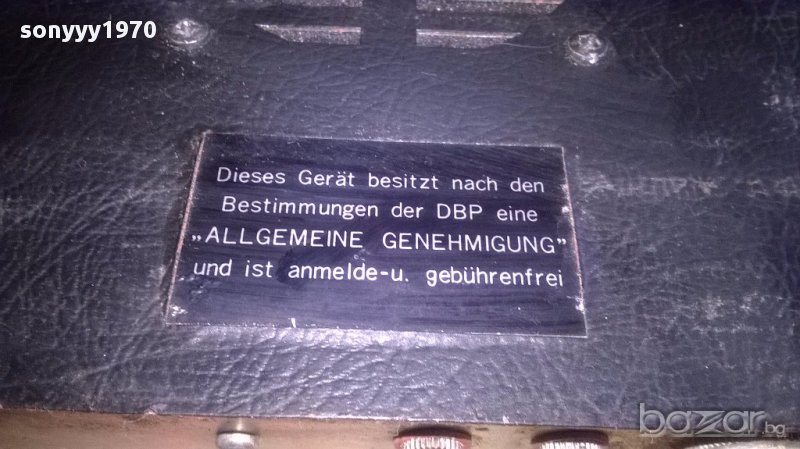 sonyyy1970
Dieses Gerät besitzt nach den
Bestimmungen der DBP eine
„ALLGEMEINE GENEHMIGUNG”
und ist anmelde-u. gebührenfrei
bazar.bg